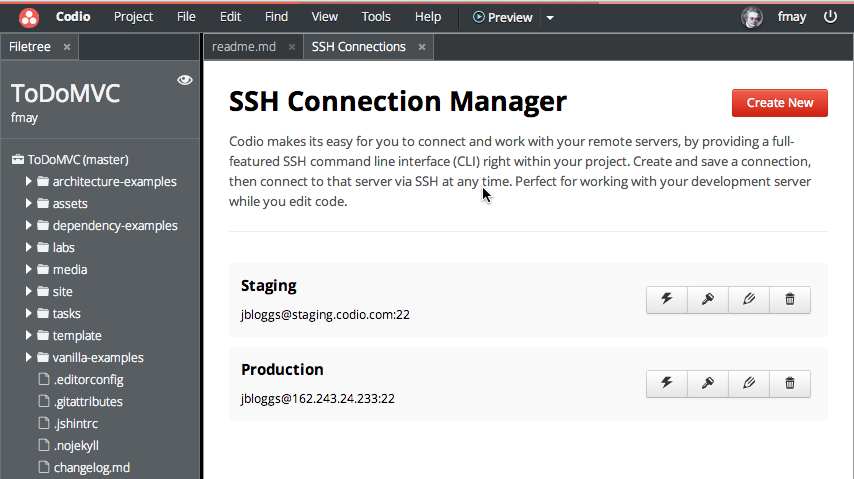 Codio Project File Edit Find View Tools Help Preview fmay
Filetree × readme.md × SSH Connections ×
ToDoMVC
fmay
ToDoMVC (master)
architecture-examples
assets
dependency-examples
labs
media
site
tasks
template
vanilla-examples
.editorconfig
.gitattributes
.jshintrc
.nojekyll
changelog.md
SSH Connection Manager
Create New
Codio makes its easy for you to connect and work with your remote servers, by providing a full-
featured SSH command line interface (CLI) right within your project. Create and save a connection,
then connect to that server via SSH at any time. Perfect for working with your development server
while you edit code.
Staging
jbloggs@staging.codio.com:22
Production
jbloggs@162.243.24.233:22